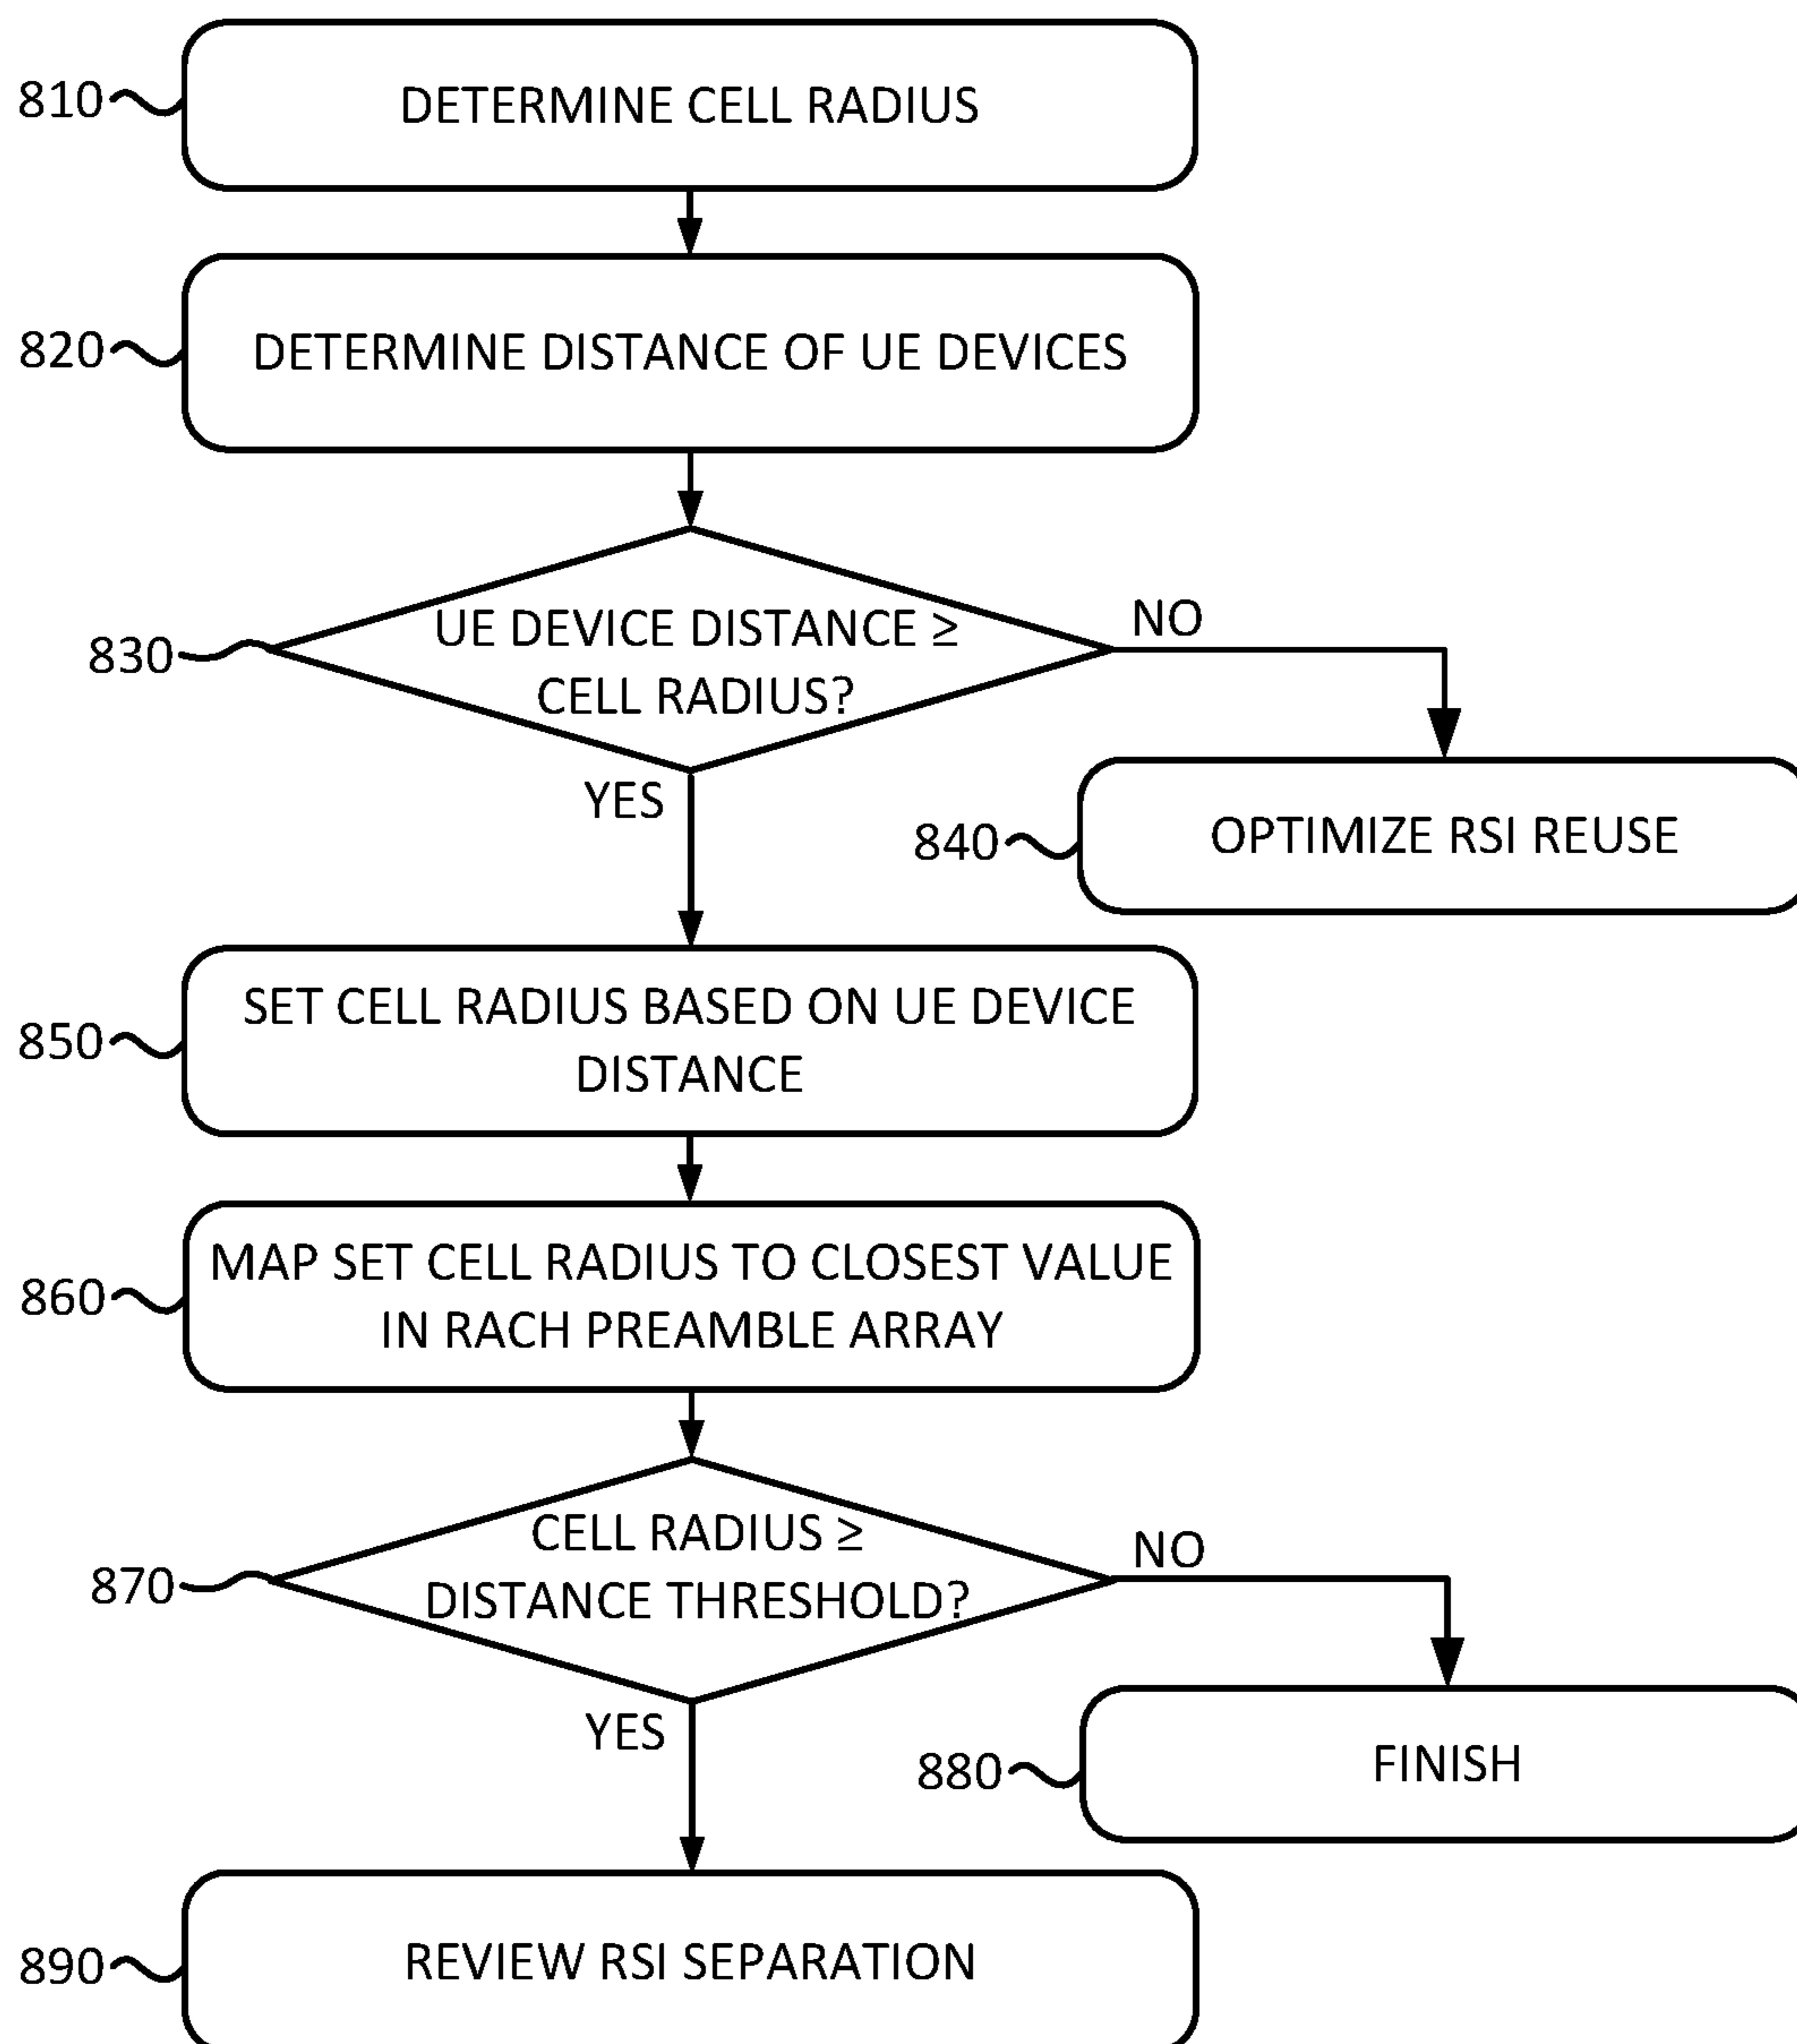 810
DETERMINE CELL RADIUS
820
DETERMINE DISTANCE OF UE DEVICES
830
UE DEVICE DISTANCE ≥
CELL RADIUS?
NO
YES
840
OPTIMIZE RSI REUSE
850
SET CELL RADIUS BASED ON UE DEVICE
DISTANCE
860
MAP SET CELL RADIUS TO CLOSEST VALUE
IN RACH PREAMBLE ARRAY
870
CELL RADIUS ≥
DISTANCE THRESHOLD?
NO
YES
880
FINISH
890
REVIEW RSI SEPARATION